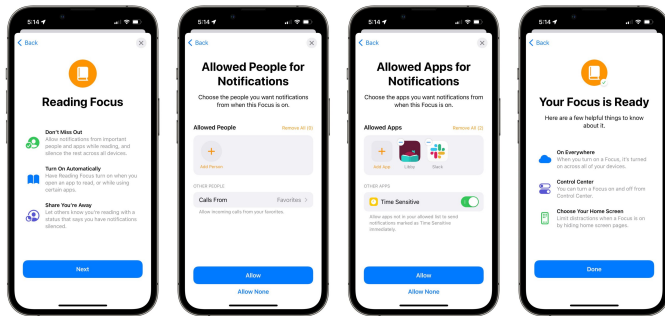 5:14
Back
Reading Focus
Don't Miss Out
Allow notifications from important
people and apps while reading, and
silence the rest across all devices.
Turn On Automatically
Have Reading Focus turn on when you
open an app to read, or while using
certain apps.
Share You're Away
Let others know you're reading with a
status that says you have notifications
silenced.
Next
5:14
Back
Allowed People for
Notifications
Choose the people you want notifications
from when this Focus is on.
Allowed People
Remove All (0)
Add Person
OTHER PEOPLE
Calls From
Favorites
Allow incoming calls from your favorites.
Allow
Allow None
5:14
Back
Allowed Apps for
Notifications
Choose the apps you want notifications from
when this Focus is on.
Allowed Apps
Remove All (2)
Add App
Slack
OTHER APPS
Time Sensitive
Allow apps not in your allowed list to send
notifications marked as Time Sensitive
immediately.
Allow
Allow None
5:14
Back
Your Focus is Ready
Here are a few helpful things to know
about it.
On Everywhere
When you turn on a Focus, it's turned
on across all of your devices.
Control Center
You can turn a Focus on and off from
Control Center.
Choose Your Home Screen
Limit distractions when a Focus is on
by hiding home screen pages.
Done